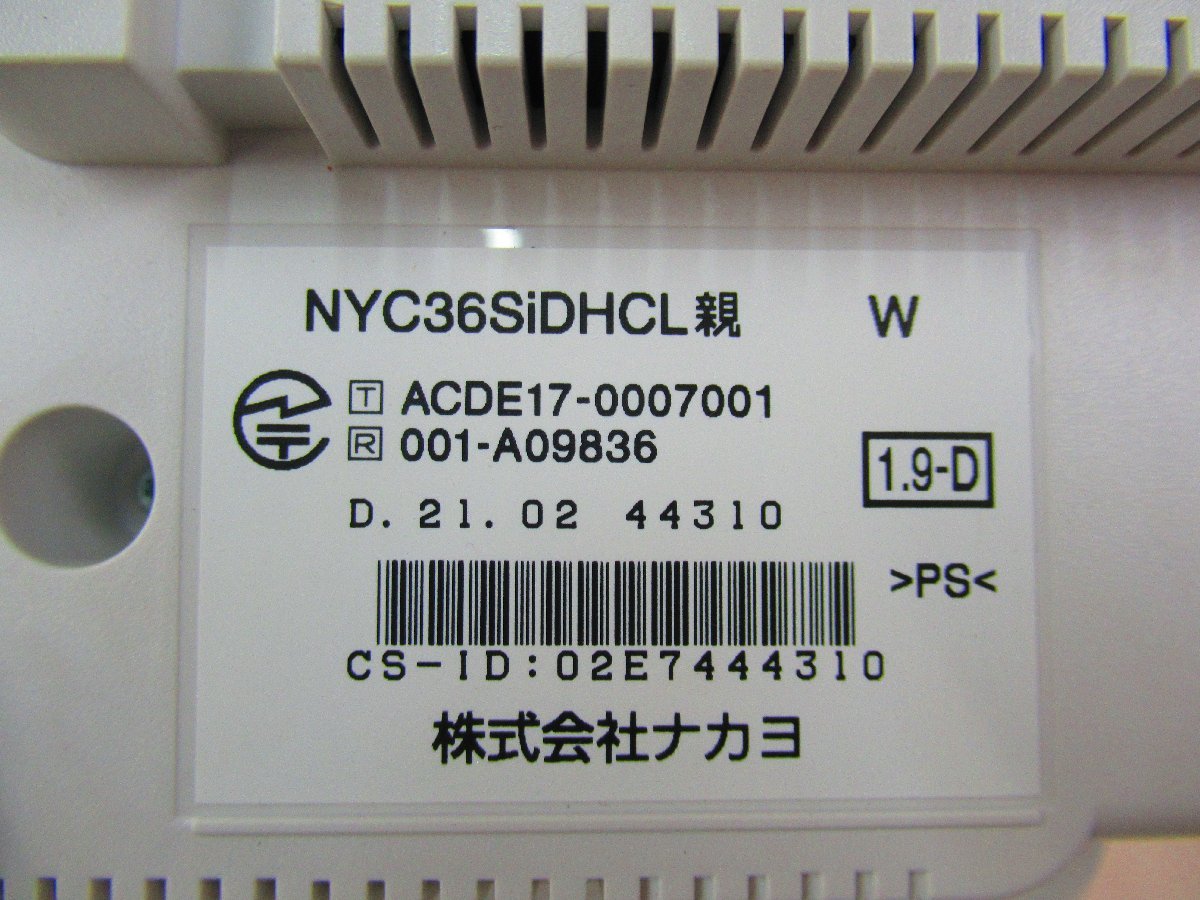 NYC36SiDHCL親 W
T ACDE17-0007001
R 001-A09836
1.9-D
D. 21. 02 44310
>PS<
CS-ID:02E7444310
株式会社ナカヨ